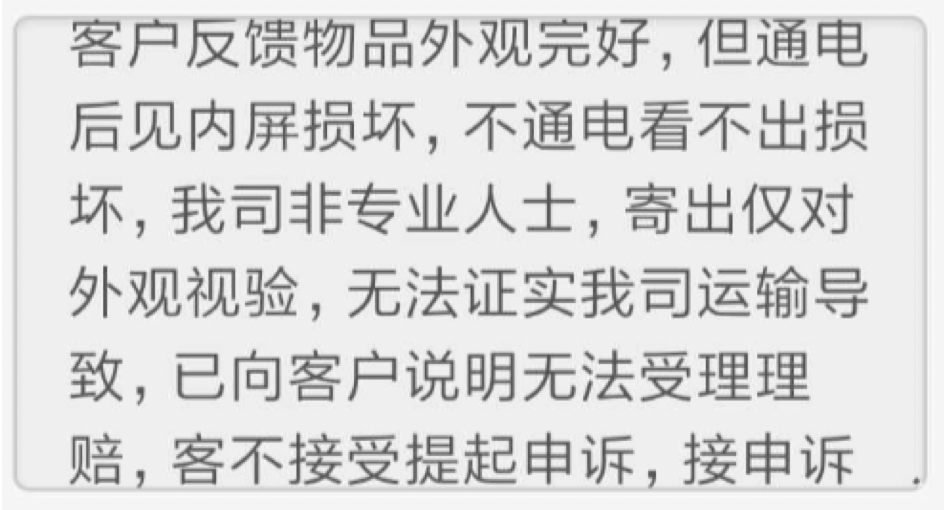 客户反馈物品外观完好，但通电
后见内屏损坏，不通电看不出损
坏，我司非专业人士，寄出仅对
外观视验，无法证实我司运输导
致，已向客户说明无法受理理
赔，客不接受提起申诉，接申诉